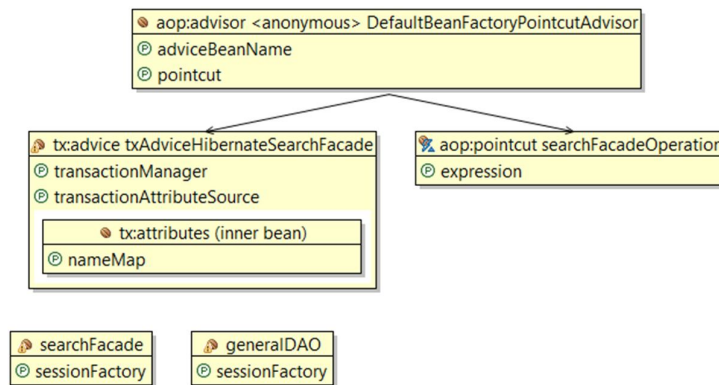 aop:advisor <anonymous> DefaultBeanFactoryPointcutAdvisor
adviceBeanName
pointcut
tx:advice txAdviceHibernateSearchFacade
transactionManager
transactionAttributeSource
tx:attributes (inner bean)
nameMap
aop:pointcut searchFacadeOperation
expression
searchFacade
sessionFactory
generalDAO
sessionFactory